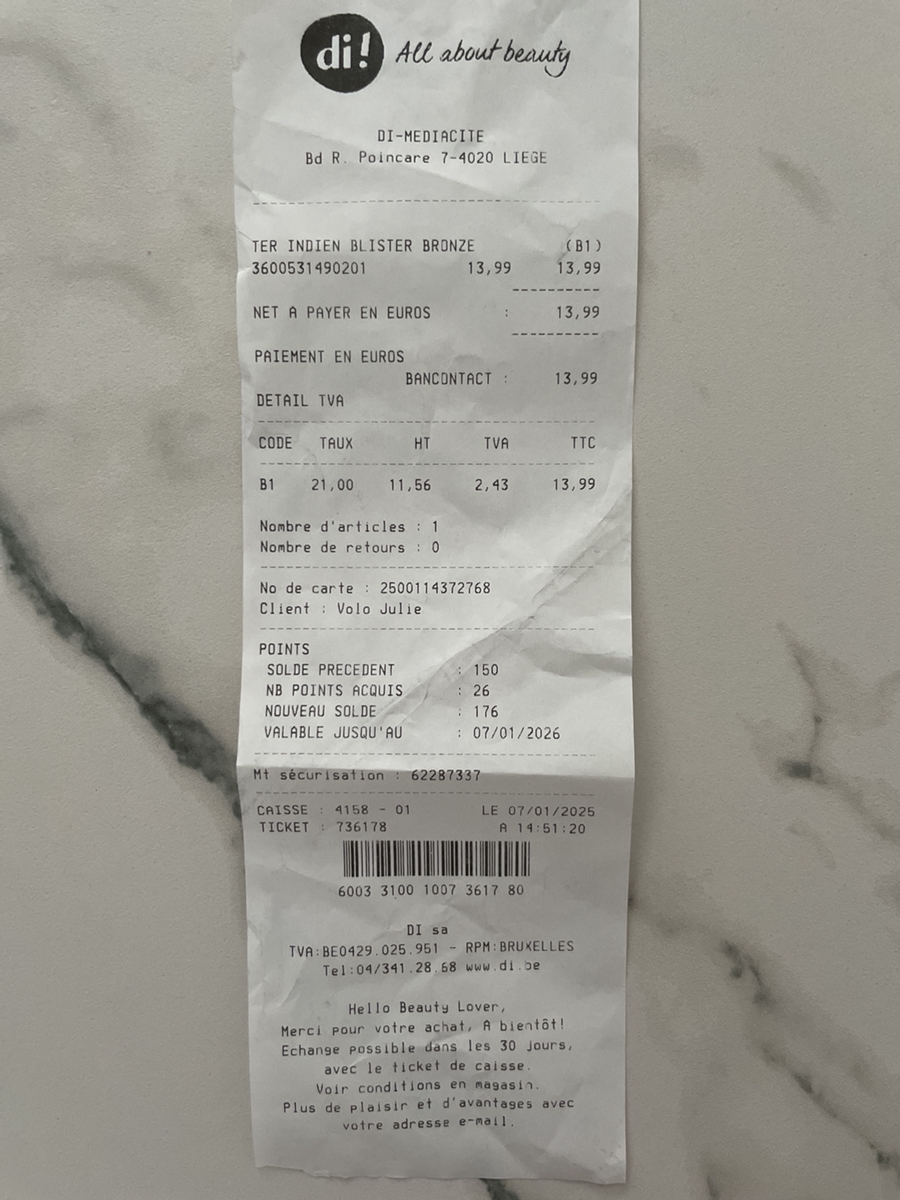 di! All about beauty
DI-MEDIACITE
Bd R. Poincare 7-4020 LIEGE
TER INDIEN BLISTER BRONZE (B1)
3600531490201 13,99 13,99
NET A PAYER EN EUROS : 13,99
PAIEMENT EN EUROS
BANCONTACT : 13,99
DETAIL TVA
CODE TAUX HT TVA TTC
B1 21,00 11,56 2,43 13,99
Nombre d'articles : 1
Nombre de retours : 0
No de carte : 2500114372768
Client : Volo Julie
POINTS
SOLDE PRECEDENT : 150
NB POINTS ACQUIS : 26
NOUVEAU SOLDE : 176
VALABLE JUSQU'AU : 07/01/2026
Mt sécurisation : 62287337
CAISSE : 4158 - 01 LE 07/01/2025
TICKET : 736178 A 14:51:20
6003 3100 1007 3617 80
DI sa
TVA:BE0429.025.951 - RPM:BRUXELLES
Tel:04/341.28.68 www.di.be
Hello Beauty Lover,
Merci pour votre achat, A bientôt!
Echange possible dans les 30 jours,
avec le ticket de caisse.
Voir conditions en magasin.
Plus de plaisir et d'avantages avec
votre adresse e-mail.